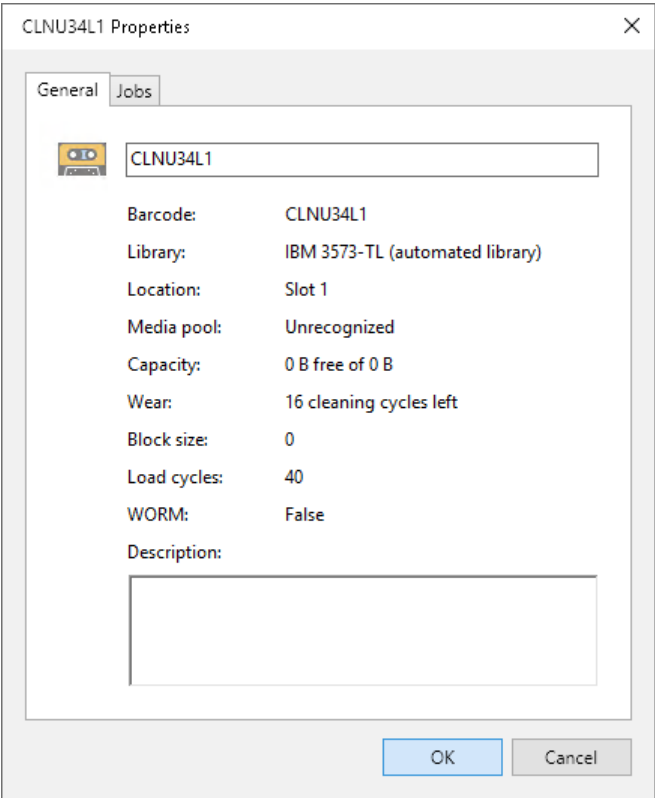 CLNU34L1 Properties
General Jobs
CLNU34L1
Barcode: CLNU34L1
Library: IBM 3573-TL (automated library)
Location: Slot 1
Media pool: Unrecognized
Capacity: 0 B free of 0 B
Wear: 16 cleaning cycles left
Block size: 0
Load cycles: 40
WORM: False
Description:
OK Cancel